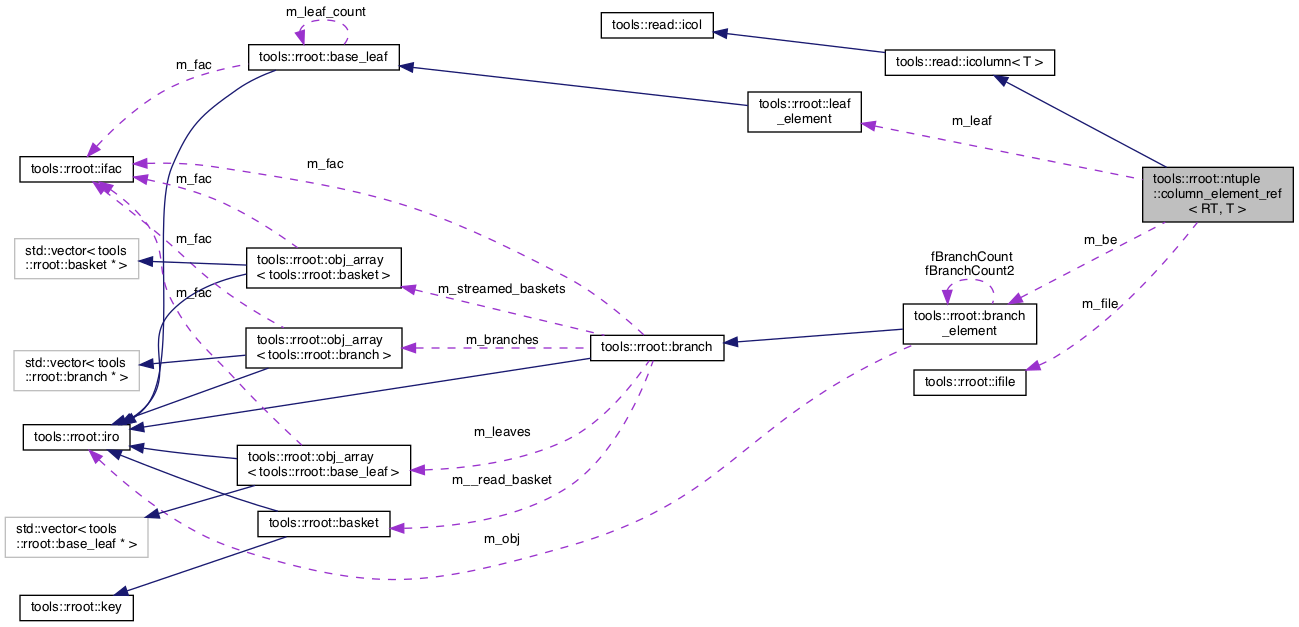 m_leaf_count
tools::rroot::base_leaf
tools::read::icol
tools::read::icolumn< T >
m_fac
tools::rroot::leaf
_element
m_leaf
tools::rroot::ifac
m_fac
m_fac
tools::rroot::ntuple
::column_element_ref
< RT, T >
m_fac
m_be
std::vector< tools
::rroot::basket * >
tools::rroot::obj_array
< tools::rroot::basket >
fBranchCount
fBranchCount2
m_fac
m_streamed_baskets
m_file
tools::rroot::branch
_element
std::vector< tools
::rroot::branch * >
tools::rroot::obj_array
< tools::rroot::branch >
m_branches
tools::rroot::branch
tools::rroot::ifile
tools::rroot::iro
m_leaves
tools::rroot::obj_array
< tools::rroot::base_leaf >
m__read_basket
std::vector< tools
::rroot::base_leaf * >
tools::rroot::basket
m_obj
tools::rroot::key